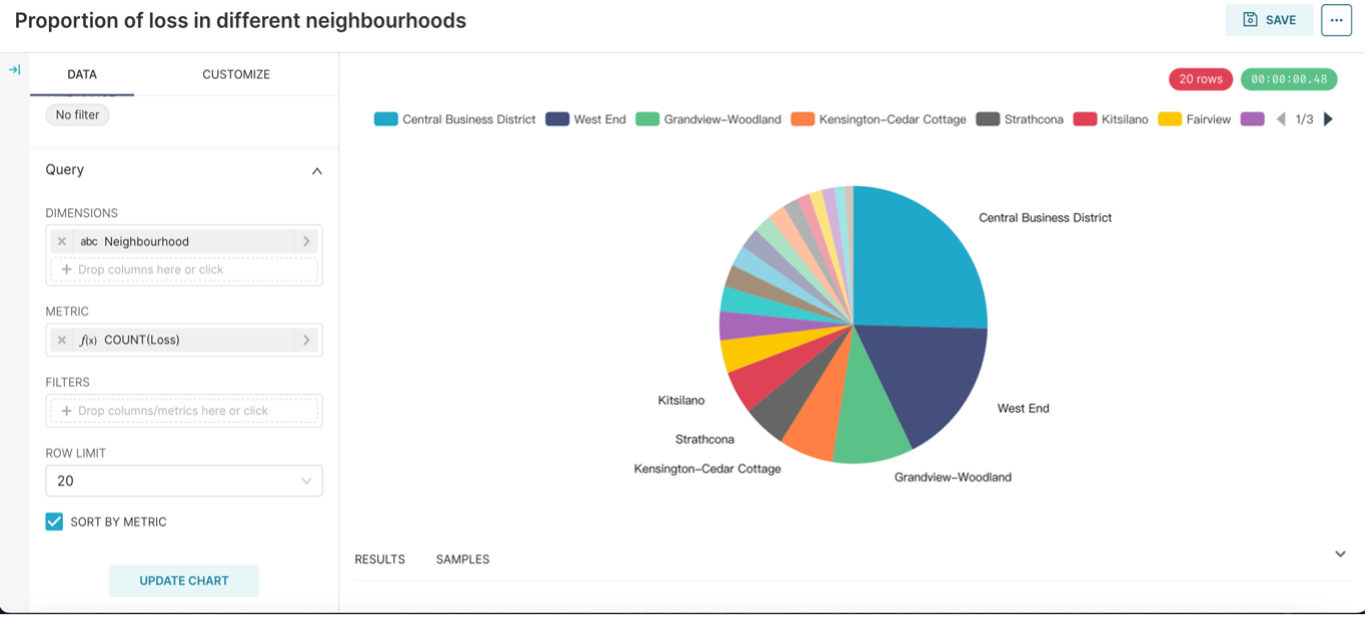 Proportion of loss in different neighbourhoods
SAVE
...
DATA
CUSTOMIZE
No filter
Query
DIMENSIONS
abc Neighbourhood
+ Drop columns here or click
METRIC
f(x) COUNT(Loss)
FILTERS
+ Drop columns/metrics here or click
ROW LIMIT
20
SORT BY METRIC
UPDATE CHART
20 rows
00:00:00.48
Central Business District West End Grandview-Woodland Kensington-Cedar Cottage Strathcona Kitsilano Fairview 1/3
Central Business District
West End
Grandview-Woodland
Kitsilano
Strathcona
Kensington-Cedar Cottage
RESULTS
SAMPLES